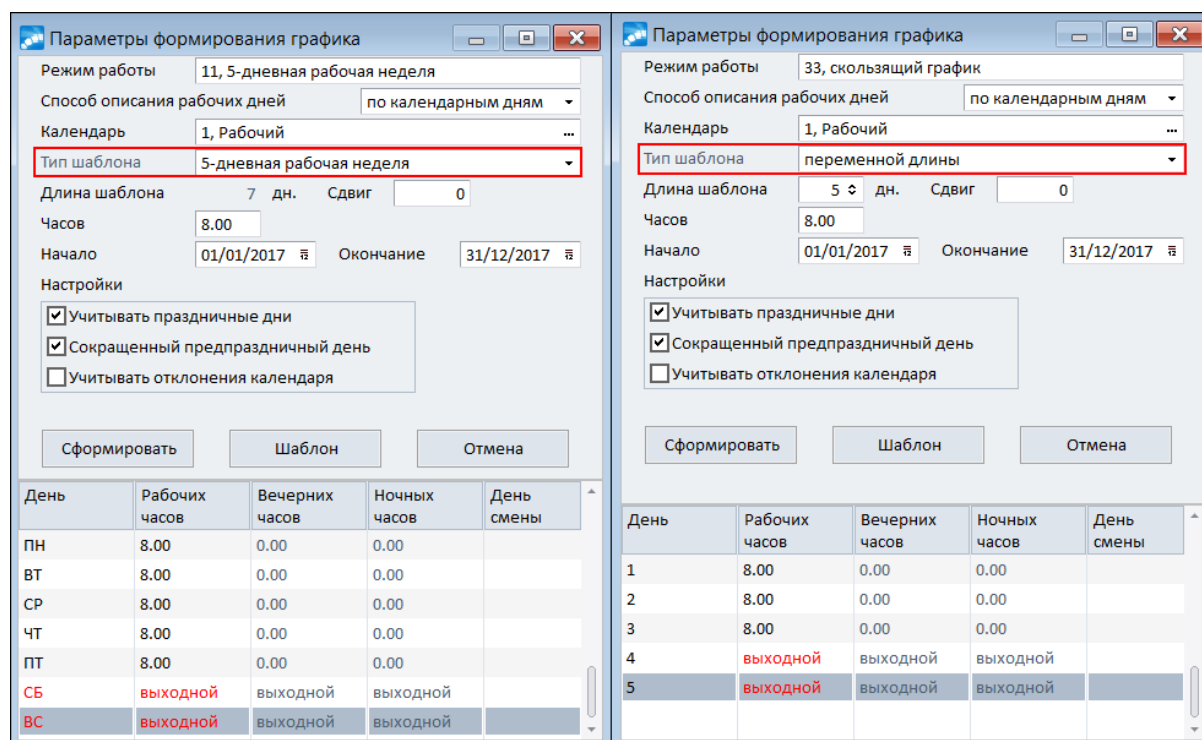 Параметры формирования графика
Режим работы 11, 5-дневная рабочая неделя
Способ описания рабочих дней по календарным дням
Календарь 1, Рабочий ...
Тип шаблона 5-дневная рабочая неделя
Длина шаблона 7 дн. Сдвиг 0
Часов 8.00
Начало 01/01/2017 Окончание 31/12/2017
Настройки
Учитывать праздничные дни
Сокращенный предпраздничный день
Учитывать отклонения календаря
Сформировать Шаблон Отмена
День Рабочих часов Вечерних часов Ночных часов День смены
ПН 8.00 0.00 0.00
ВТ 8.00 0.00 0.00
СР 8.00 0.00 0.00
ЧТ 8.00 0.00 0.00
ПТ 8.00 0.00 0.00
СБ выходной выходной выходной
ВС выходной выходной выходной
Параметры формирования графика
Режим работы 33, скользящий график
Способ описания рабочих дней по календарным дням
Календарь 1, Рабочий ...
Тип шаблона переменной длины
Длина шаблона 5 дн. Сдвиг 0
Часов 8.00
Начало 01/01/2017 Окончание 31/12/2017
Настройки
Учитывать праздничные дни
Сокращенный предпраздничный день
Учитывать отклонения календаря
Сформировать Шаблон Отмена
День Рабочих часов Вечерних часов Ночных часов День смены
1 8.00 0.00 0.00
2 8.00 0.00 0.00
3 8.00 0.00 0.00
4 выходной выходной выходной
5 выходной выходной выходной